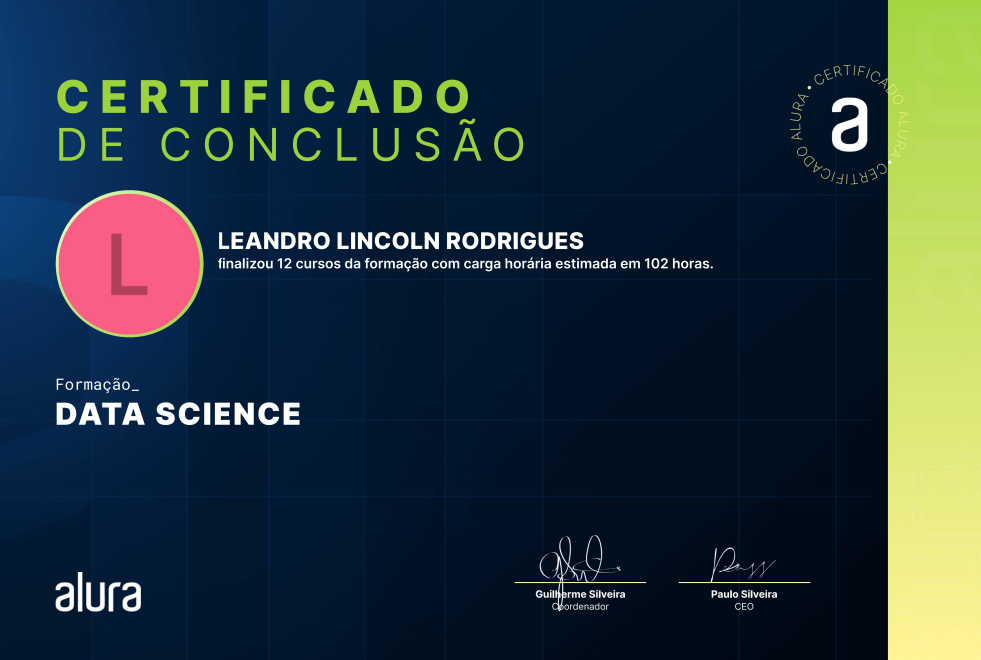 CERTIFICADO
DE CONCLUSÃO
CERTIFICADO ALURA • CERTIFICADO ALURA •
a
L
LEANDRO LINCOLN RODRIGUES
finalizou 12 cursos da formação com carga horária estimada em 102 horas.
Formação_
DATA SCIENCE
alura
Guilherme Silveira
Coordenador
Paulo Silveira
CEO